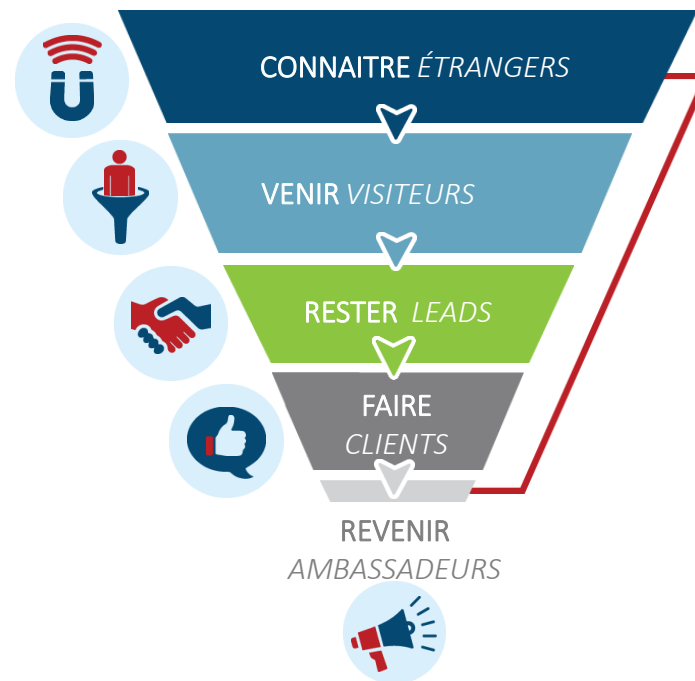 CONNAITRE ÉTRANGERS
VENIR VISITEURS
RESTER LEADS
FAIRE
CLIENTS
REVENIR
AMBASSADEURS